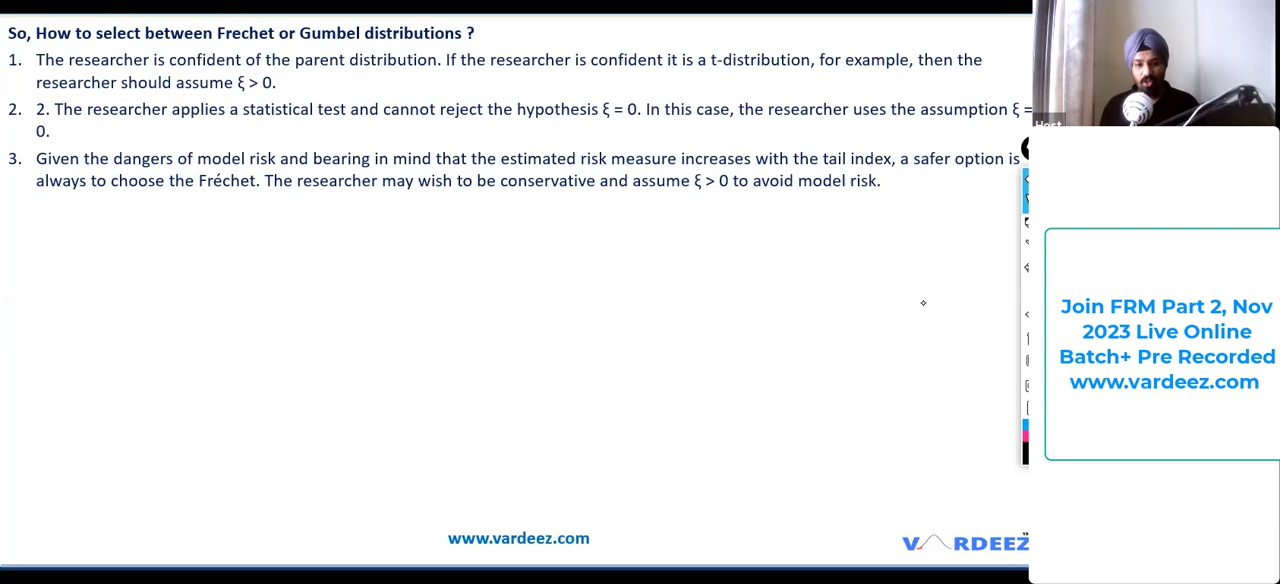 So, How to select between Frechet or Gumbel distributions ?
1. The researcher is confident of the parent distribution. If the researcher is confident it is a t-distribution, for example, then the
researcher should assume ξ > 0.
2. 2. The researcher applies a statistical test and cannot reject the hypothesis ξ = 0. In this case, the researcher uses the assumption ξ =
0.
3. Given the dangers of model risk and bearing in mind that the estimated risk measure increases with the tail index, a safer option is
always to choose the Fréchet. The researcher may wish to be conservative and assume ξ > 0 to avoid model risk.
Host
Join FRM Part 2, Nov
2023 Live Online
Batch+ Pre Recorded
www.vardeez.com
www.vardeez.com
VARDEEZ